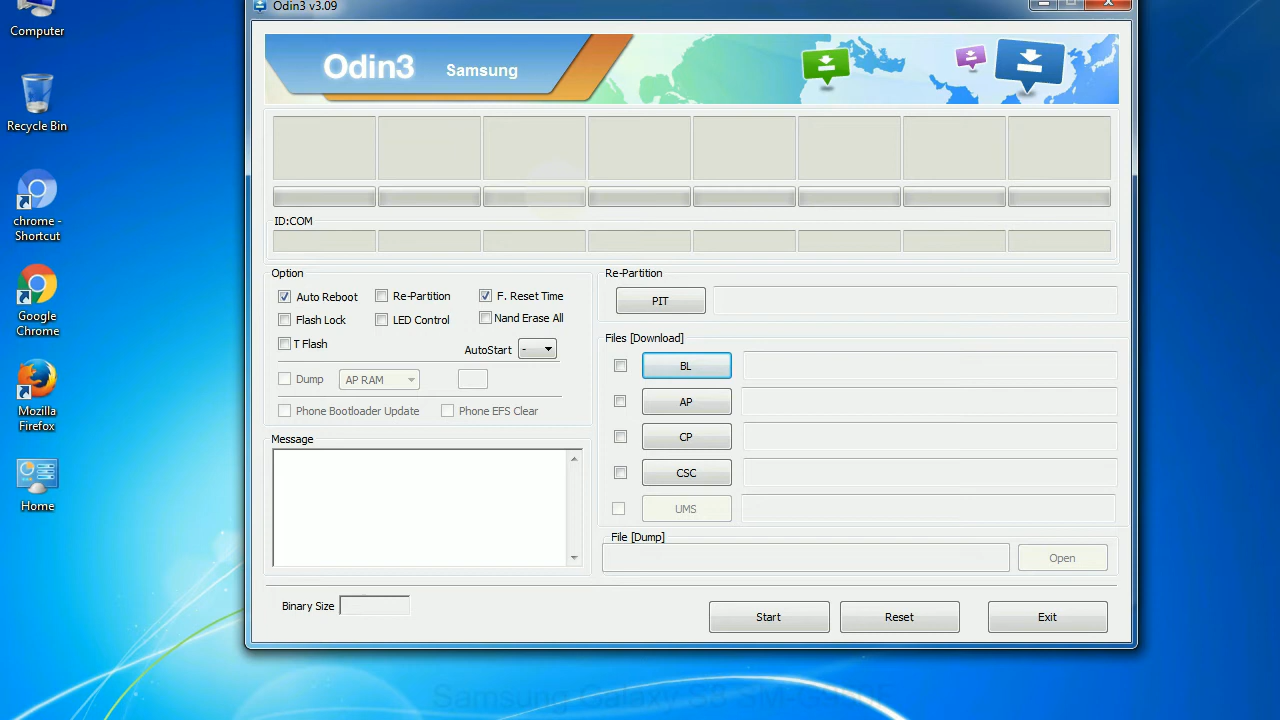 Odin3 v3.09
Computer
Recycle Bin
chrome -
Shortcut
Google
Chrome
Mozilla
Firefox
Home
Odin3
Samsung
ID:COM
Option
Auto Reboot
Re-Partition
F. Reset Time
Flash Lock
LED Control
Nand Erase All
T Flash
AutoStart
-
Dump
AP RAM
Phone Bootloader Update
Phone EFS Clear
Message
Binary Size
Re-Partition
PIT
Files [Download]
BL
AP
CP
CSC
UMS
File [Dump]
Open
Start
Reset
Exit
Samsung Galaxy